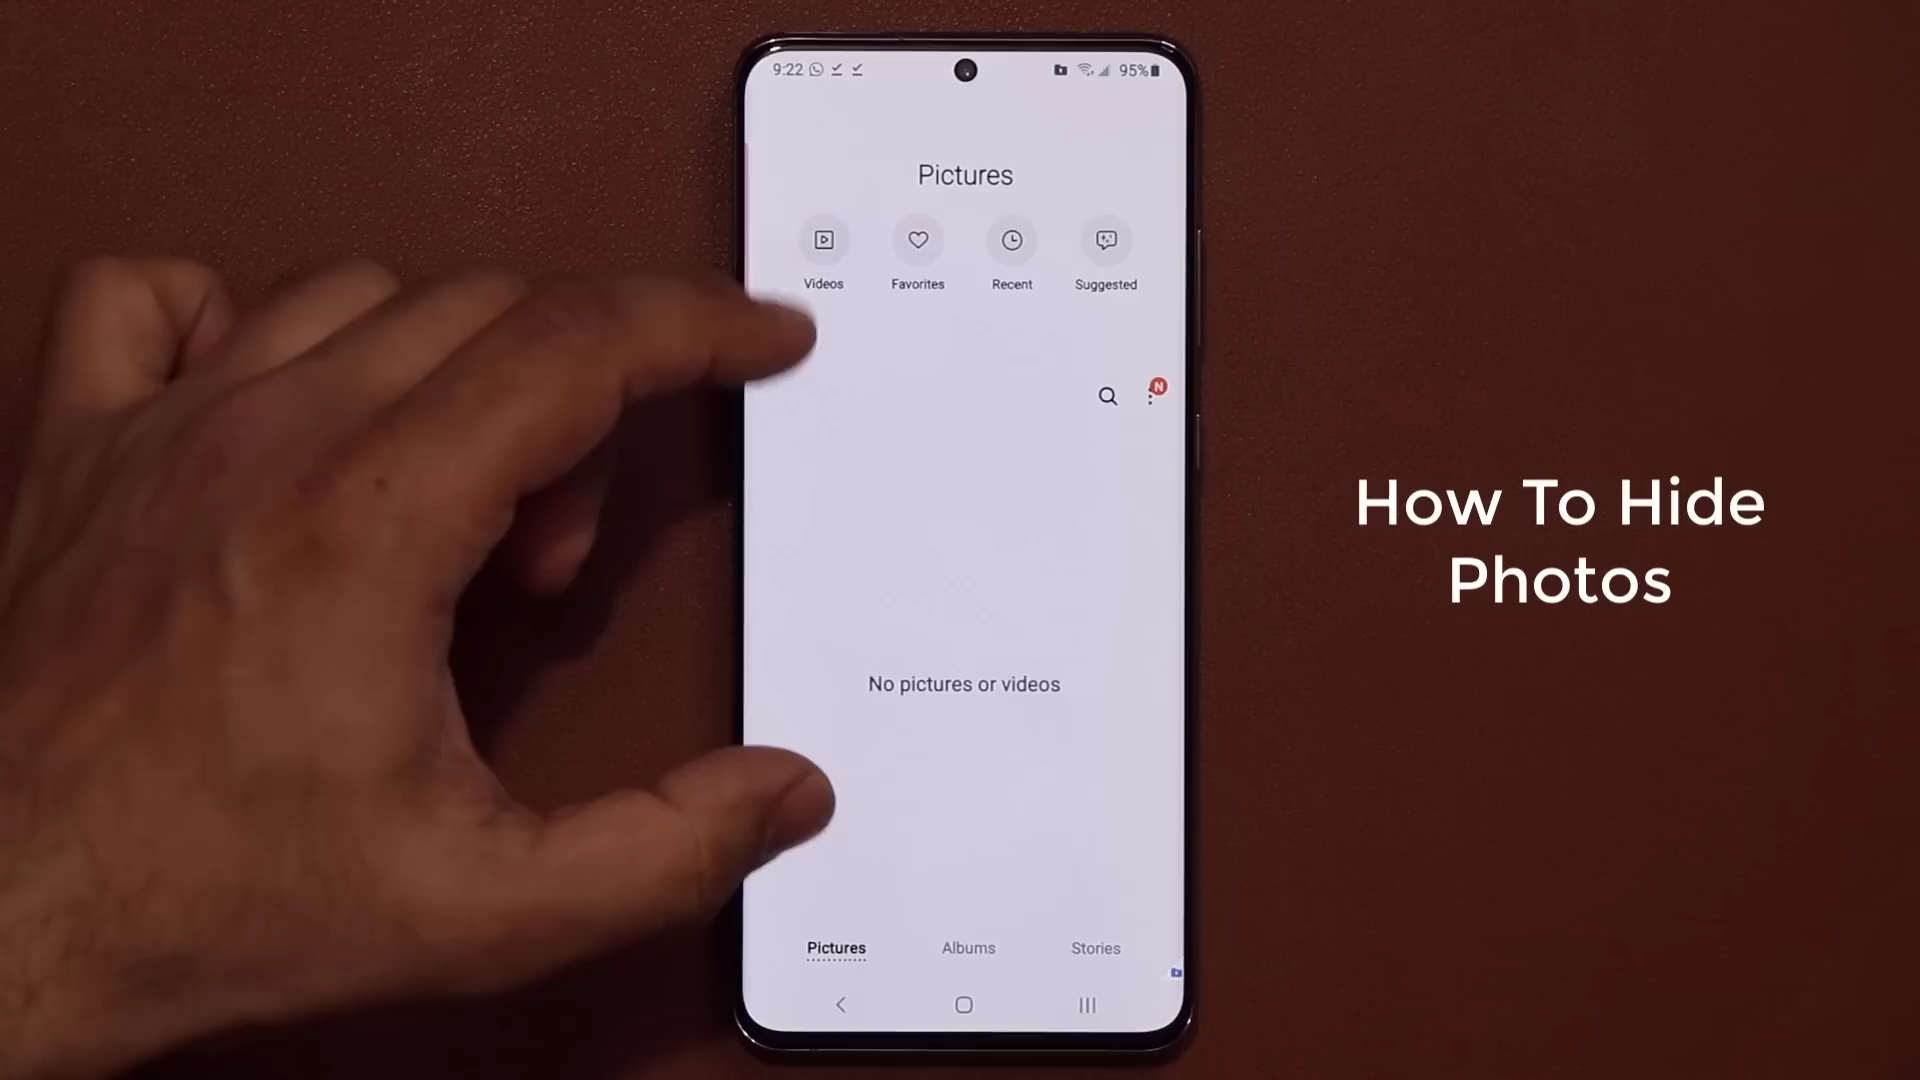 9:22
95%
Pictures
Videos
Favorites
Recent
Suggested
N
How To Hide
Photos
No pictures or videos
Pictures
Albums
Stories